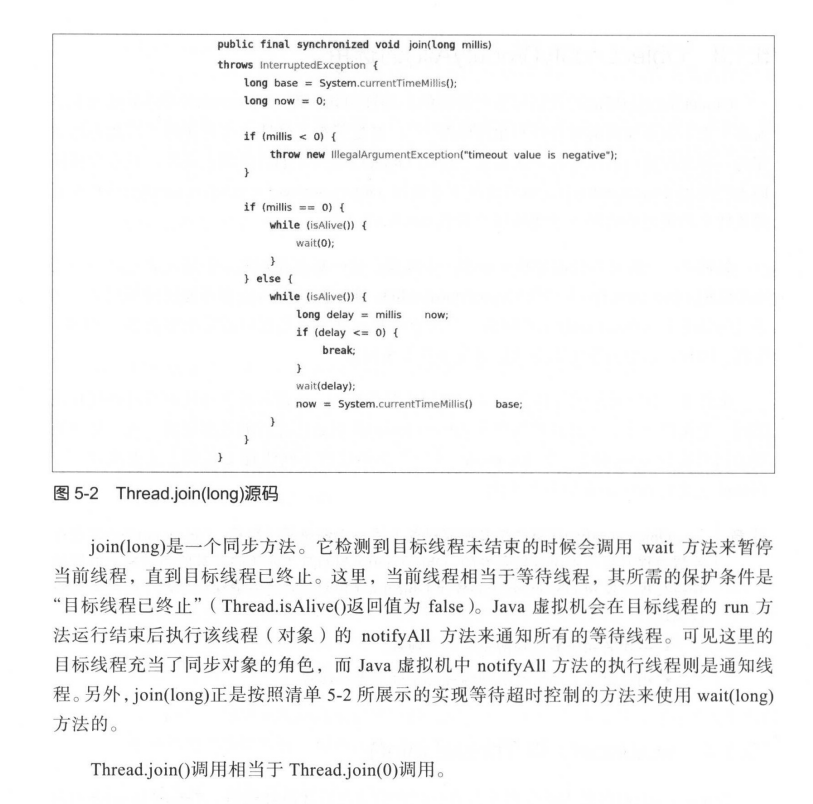 public final synchronized void join(long millis)
throws InterruptedException {
long base = System.currentTimeMillis();
long now = 0;
if (millis < 0) {
throw new IllegalArgumentException("timeout value is negative");
}
if (millis == 0) {
while (isAlive()) {
wait(0);
}
} else {
while (isAlive()) {
long delay = millis now;
if (delay <= 0) {
break;
}
wait(delay);
now = System.currentTimeMillis() base;
}
}
}
图 5-2 Thread.join(long)源码
join(long)是一个同步方法。它检测到目标线程未结束的时候会调用 wait 方法来暂停
当前线程，直到目标线程已终止。这里，当前线程相当于等待线程，其所需的保护条件是
“目标线程已终止”（Thread.isAlive()返回值为 false）。Java 虚拟机会在目标线程的 run 方
法运行结束后执行该线程（对象）的 notifyAll 方法来通知所有的等待线程。可见这里的
目标线程充当了同步对象的角色，而 Java 虚拟机中 notifyAll 方法的执行线程则是通知线
程。另外，join(long)正是按照清单 5-2 所展示的实现等待超时控制的方法来使用 wait(long)
方法的。
Thread.join()调用相当于 Thread.join(0)调用。